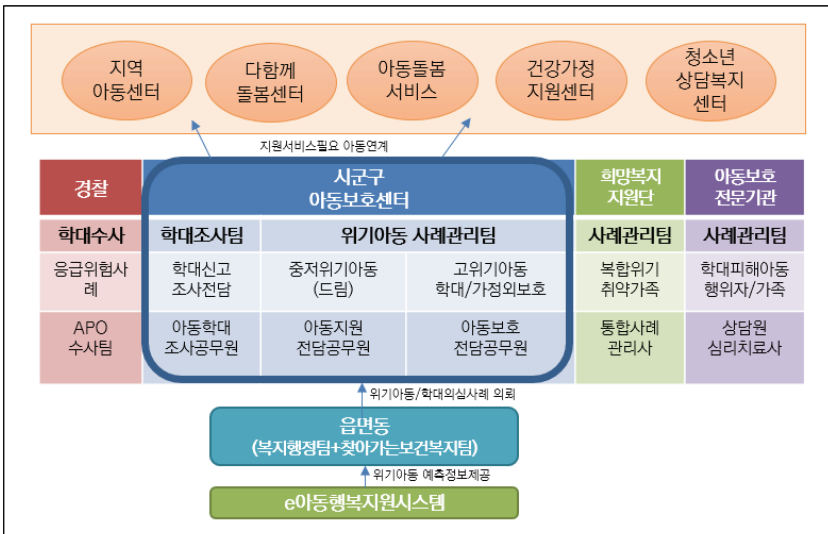 지역
아동센터
다함께
돌봄센터
아동돌봄
서비스
건강가정
지원센터
청소년
상담복지
센터
지원서비스필요 아동연계
경찰
시군구
아동보호센터
희망복지
지원단
아동보호
전문기관
학대수사
학대조사팀
위기아동 사례관리팀
사례관리팀
사례관리팀
응급위험사
례
학대신고
조사전담
중저위기아동
(드림)
고위기아동
학대/가정외보호
복합위기
취약가족
학대피해아동
행위자/가족
APO
수사팀
아동학대
조사공무원
아동지원
전담공무원
아동보호
전담공무원
통합사례
관리사
상담원
심리치료사
위기아동/학대의심사례 의뢰
읍면동
(복지행정팀+찾아가는보건복지팀)
위기아동 예측정보제공
e아동행복지원시스템